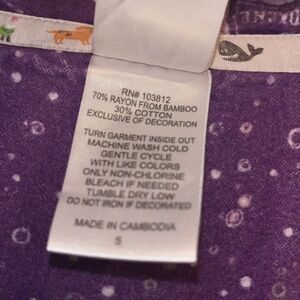 RN# 103812
70% RAYON FROM BAMBOO
30% COTTON
EXCLUSIVE OF DECORATION
TURN GARMENT INSIDE OUT
MACHINE WASH COLD
GENTLE CYCLE
WITH LIKE COLORS
ONLY NON-CHLORINE
BLEACH IF NEEDED
TUMBLE DRY LOW
DO NOT IRON IF DECORATED
MADE IN CAMBODIA
S